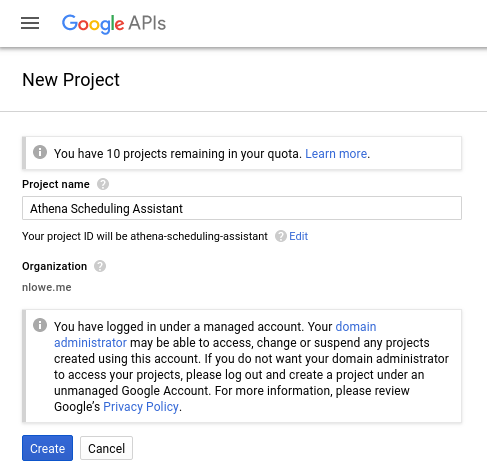 Google APIs
New Project
You have 10 projects remaining in your quota. Learn more.
Project name ?
Athena Scheduling Assistant
Your project ID will be athena-scheduling-assistant ? Edit
Organization ?
nlowe.me
You have logged in under a managed account. Your domain
administrator may be able to access, change or suspend any projects
created using this account. If you do not want your domain administrator
to access your projects, please log out and create a project under an
unmanaged Google Account. For more information, please review
Google's Privacy Policy.
Create Cancel